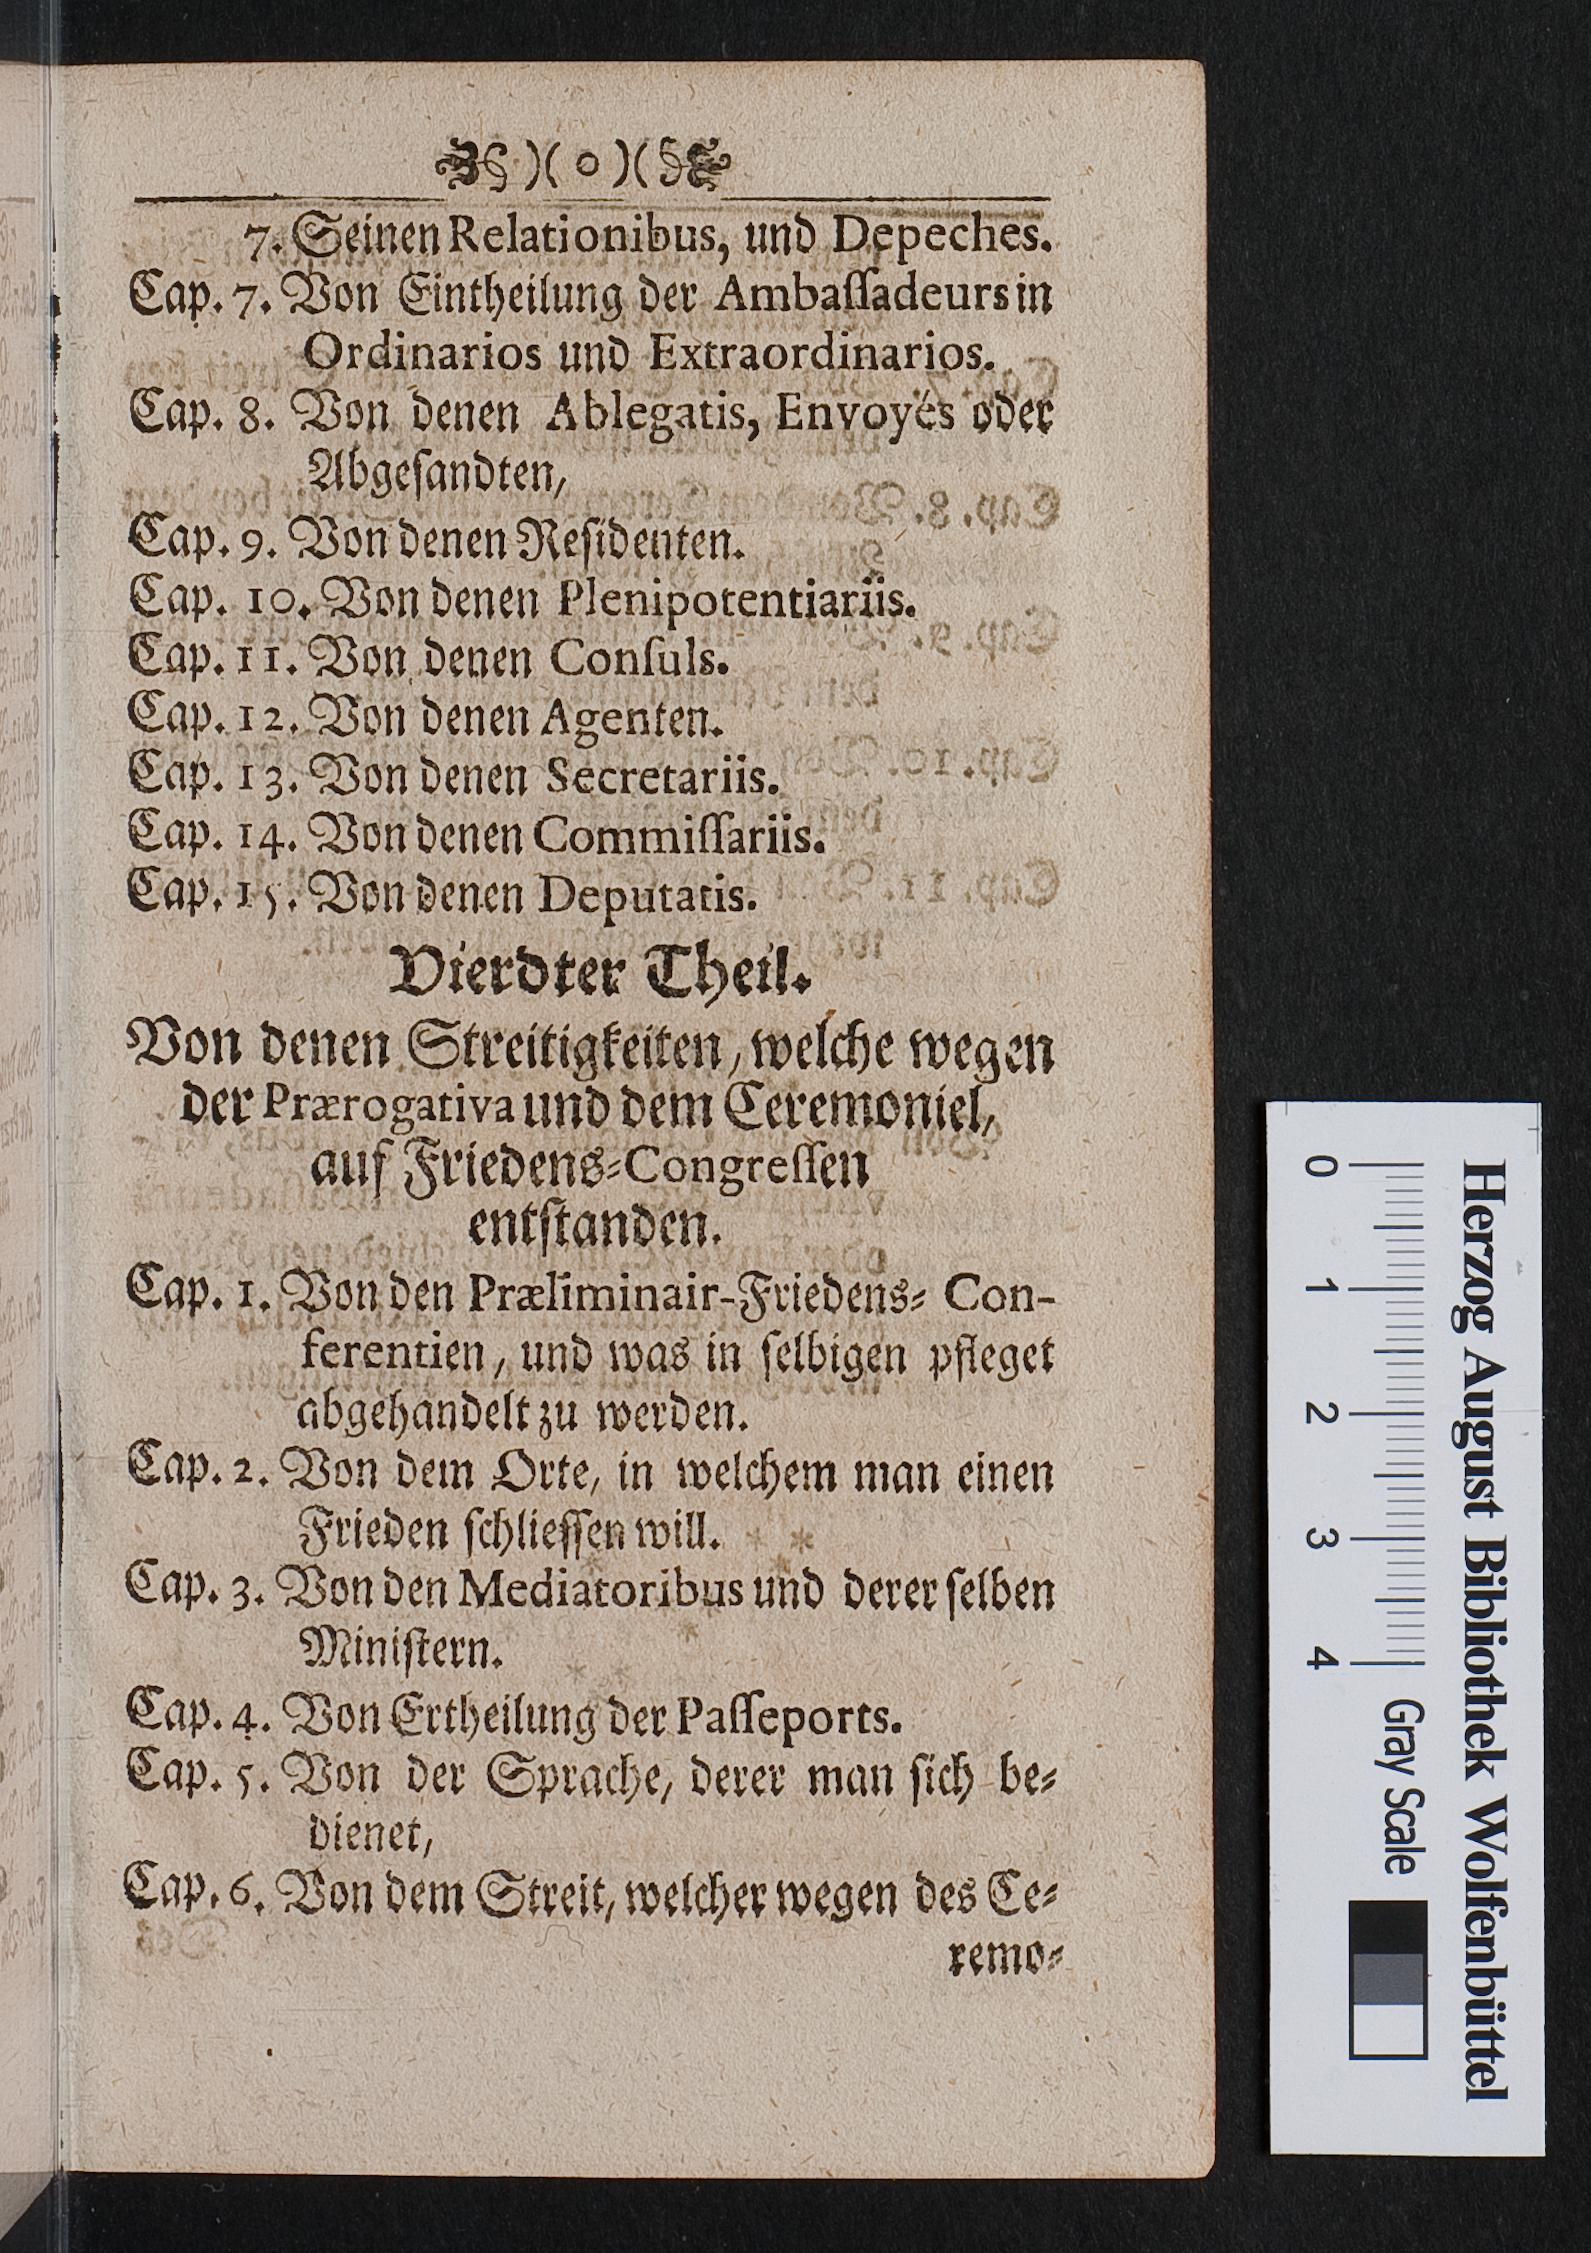 )( o )(
7. Seinen Relationibus, und Depeches.
Cap. 7. Von Eintheilung der Ambaſſadeurs in
Ordinarios und Extraordinarios.
Cap. 8. Von denen Ablegatis, Envoyés oder
Abgeſandten,
Cap. 9. Von denen Reſidenten.
Cap. 10. Von denen Plenipotentiariis.
Cap. 11. Von denen Conſuls.
Cap. 12. Von denen Agenten.
Cap. 13. Von denen Secretariis.
Cap. 14. Von denen Commiſſariis.
Cap. 15. Von denen Deputatis.
Vierdter Theil.
Von denen Streitigkeiten, welche wegen
der Prærogativa und dem Ceremoniel,
auf Friedens-Congreſſen
entſtanden.
Cap. 1. Von den Præliminair-Friedens- Con-
ferentien, und was in ſelbigen pfleget
abgehandelt zu werden.
Cap. 2. Von dem Orte, in welchem man einen
Frieden ſchlieſſen will.
Cap. 3. Von den Mediatoribus und derer ſelben
Miniſtern.
Cap. 4. Von Ertheilung der Paſſeports.
Cap. 5. Von der Sprache, derer man ſich be-
dienet,
Cap. 6. Von dem Streit, welcher wegen des Ce-
remo-
Herzog August Bibliothek Wolfenbüttel
0 1 2 3 4 Gray Scale